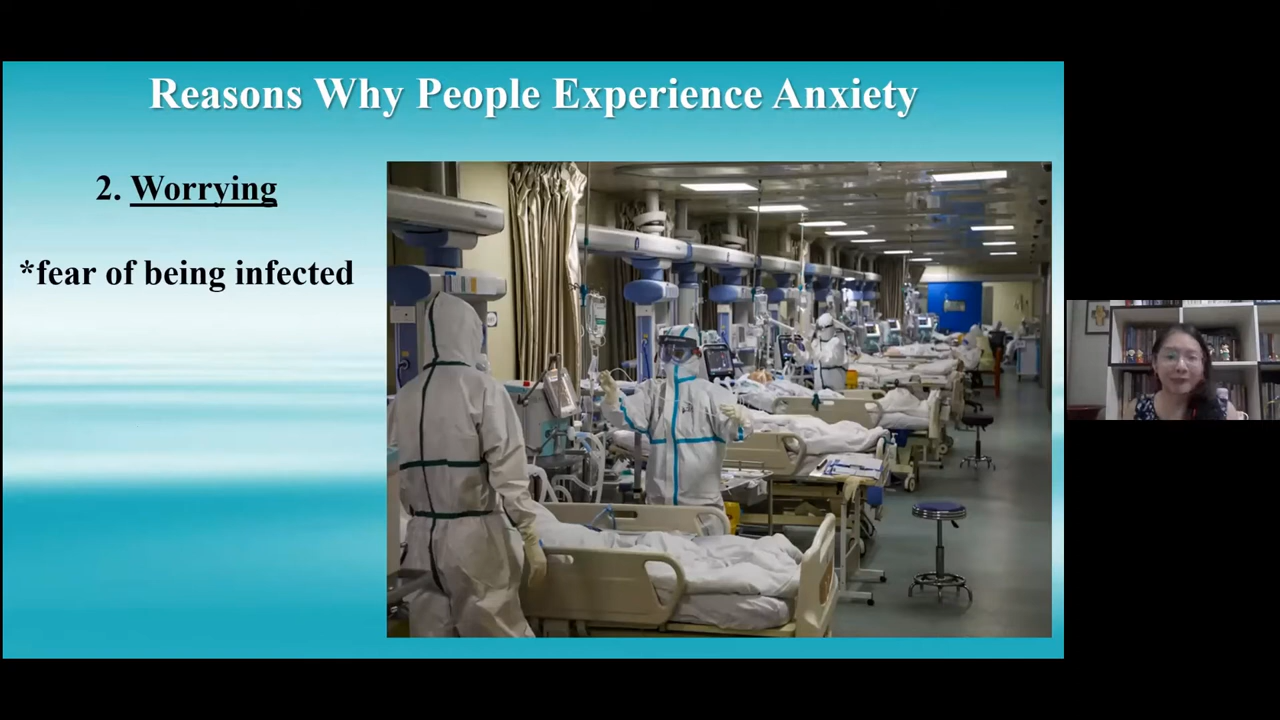 Reasons Why People Experience Anxiety
2. Worrying
*fear of being infected